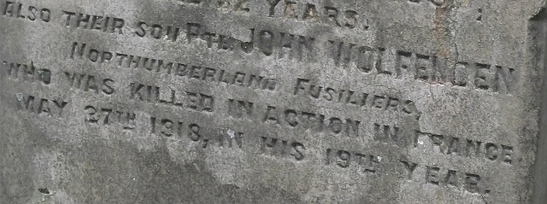 YEARS.
ALSO THEIR SON PTE. JOHN WOLFENDEN
NORTHUMBERLAND FUSILIERS,
WHO WAS KILLED IN ACTION IN FRANCE,
MAY 27TH 1918, IN HIS 19TH YEAR.